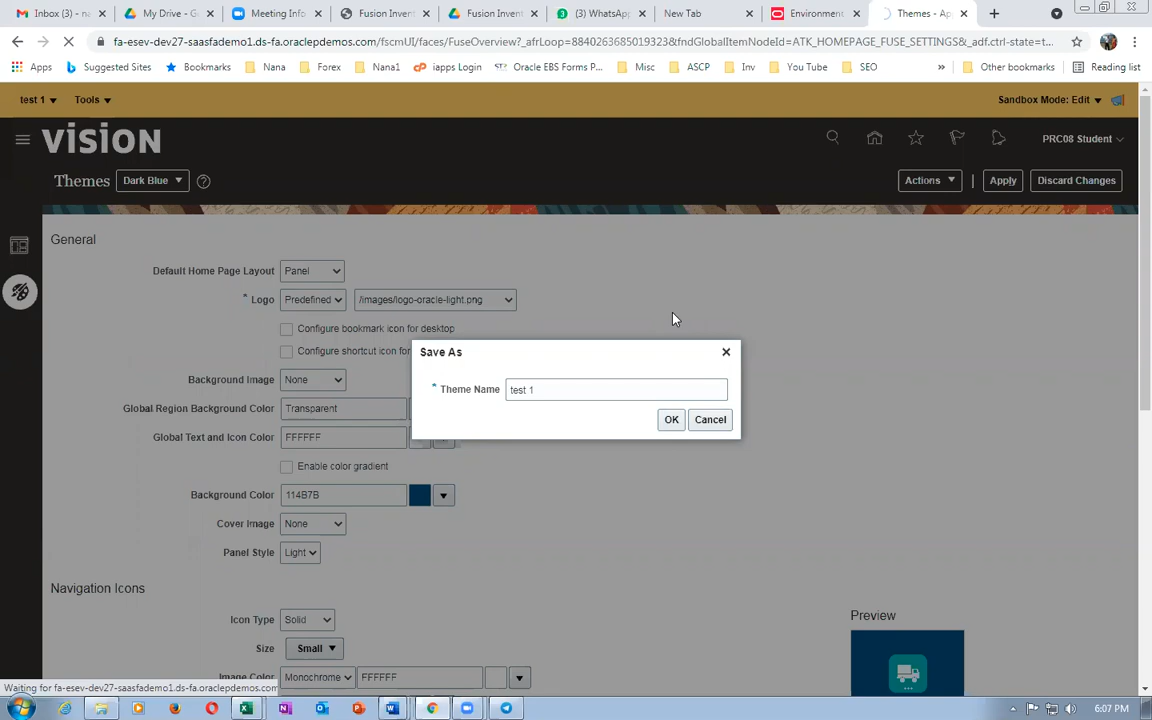 Inbox (3) - na
My Drive - G
Meeting Info
Fusion Invent
Fusion Invent
(3) WhatsApp
New Tab
Environment
Themes - Ap
fa-esev-dev27-saasfademo1.ds-fa.oraclepdemos.com/fscmUI/faces/FuseOverview?_afrLoop=8840263685019323&fndGlobalItemNodeId=ATK_HOMEPAGE_FUSE_SETTINGS&_adf.ctrl-state=t...
Apps
Suggested Sites
Bookmarks
Nana
Forex
Nana1
iapps Login
Oracle EBS Forms P...
Misc
ASCP
Inv
You Tube
SEO
»
Other bookmarks
Reading list
test 1
Tools
Sandbox Mode: Edit
VISION
PRC08 Student
Themes
Dark Blue
Actions
Apply
Discard Changes
General
Default Home Page Layout
Panel
* Logo
Predefined
/images/logo-oracle-light.png
Configure bookmark icon for desktop
Configure shortcut icon for
Save As
Background Image
None
* Theme Name
test 1
Global Region Background Color
Transparent
OK
Cancel
Global Text and Icon Color
FFFFFF
Enable color gradient
Background Color
114B7B
Cover Image
None
Panel Style
Light
Navigation Icons
Icon Type
Solid
Preview
Size
Small
Image Color
Monochrome
FFFFFF
Waiting for fa-esev-dev27-saasfademo1.ds-fa.oraclepdemos.com...
6:07 PM